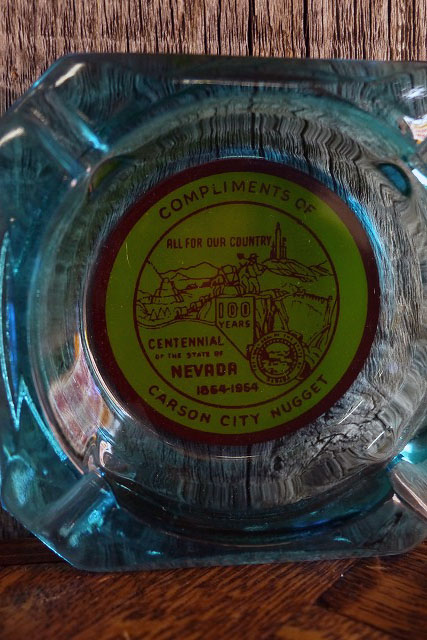 COMPLIMENTS OF
ALL FOR OUR COUNTRY
100
YEARS
CENTENNIAL
OF THE STATE OF
NEVADA
1864-1964
CARSON CITY NUGGET